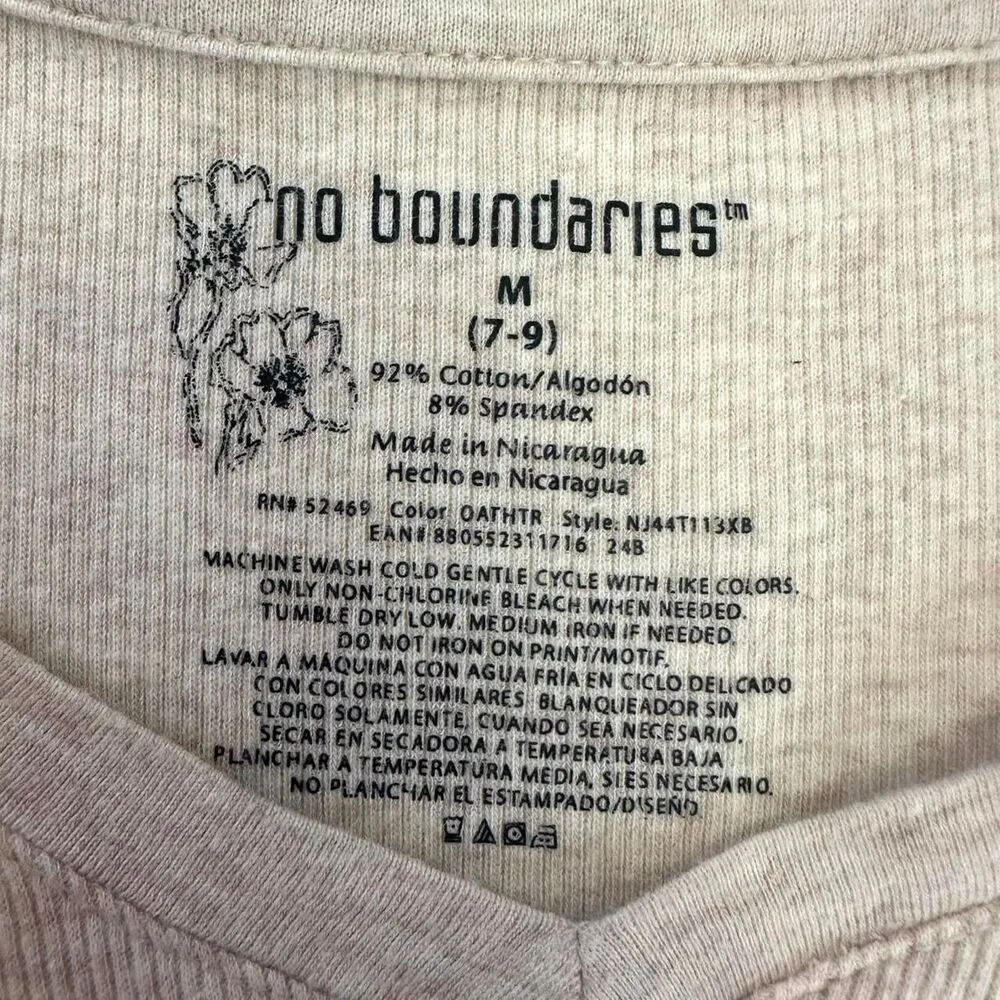 no boundaries™
M
(7-9)
92% Cotton/Algodón
8% Spandex
Made in Nicaragua
Hecho en Nicaragua
RN# 52469 Color: OATHTR Style: NJ44T113XB
EAN# 880552311716 24B
MACHINE WASH COLD GENTLE CYCLE WITH LIKE COLORS.
ONLY NON-CHLORINE BLEACH WHEN NEEDED.
TUMBLE DRY LOW. MEDIUM IRON IF NEEDED.
DO NOT IRON ON PRINT/MOTIF.
LAVAR A MÁQUINA CON AGUA FRÍA EN CICLO DELICADO
CON COLORES SIMILARES. BLANQUEADOR SIN
CLORO SOLAMENTE, CUANDO SEA NECESARIO.
SECAR EN SECADORA A TEMPERATURA BAJA
PLANCHAR A TEMPERATURA MEDIA, SI ES NECESARIO.
NO PLANCHAR EL ESTAMPADO/DISEÑO